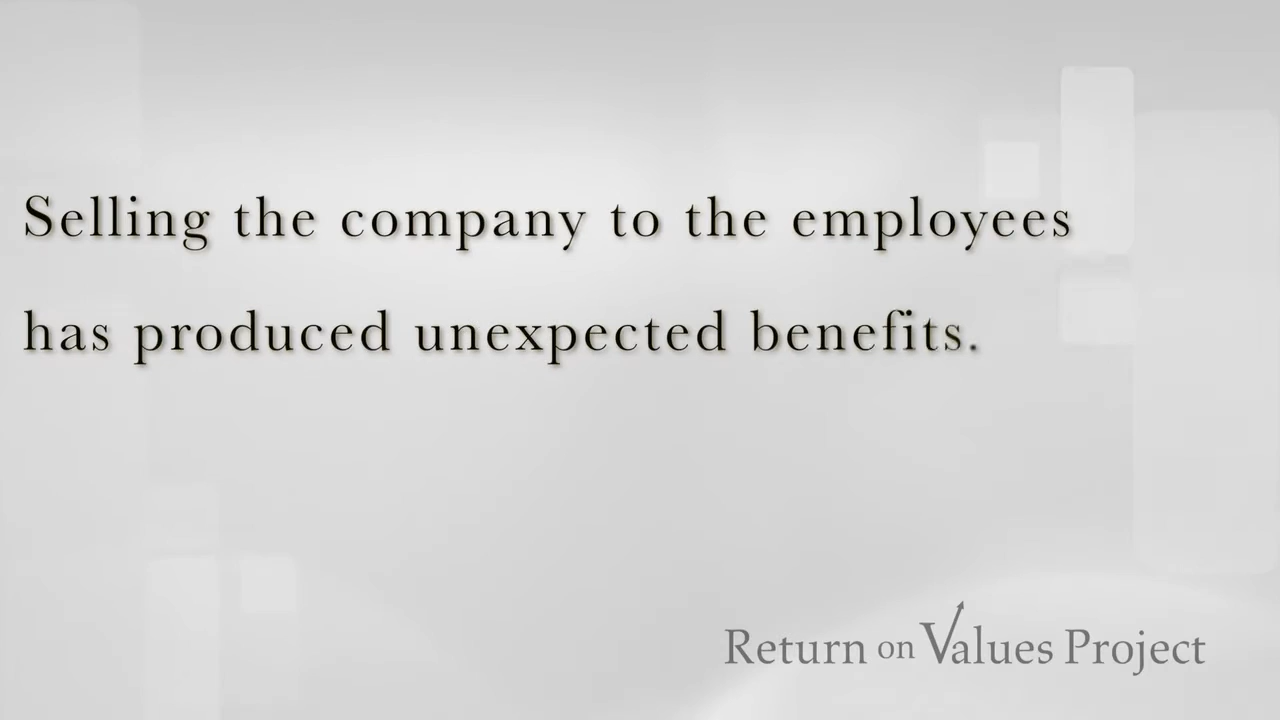 Selling the company to the employees
has produced unexpected benefits.
Return on Values Project